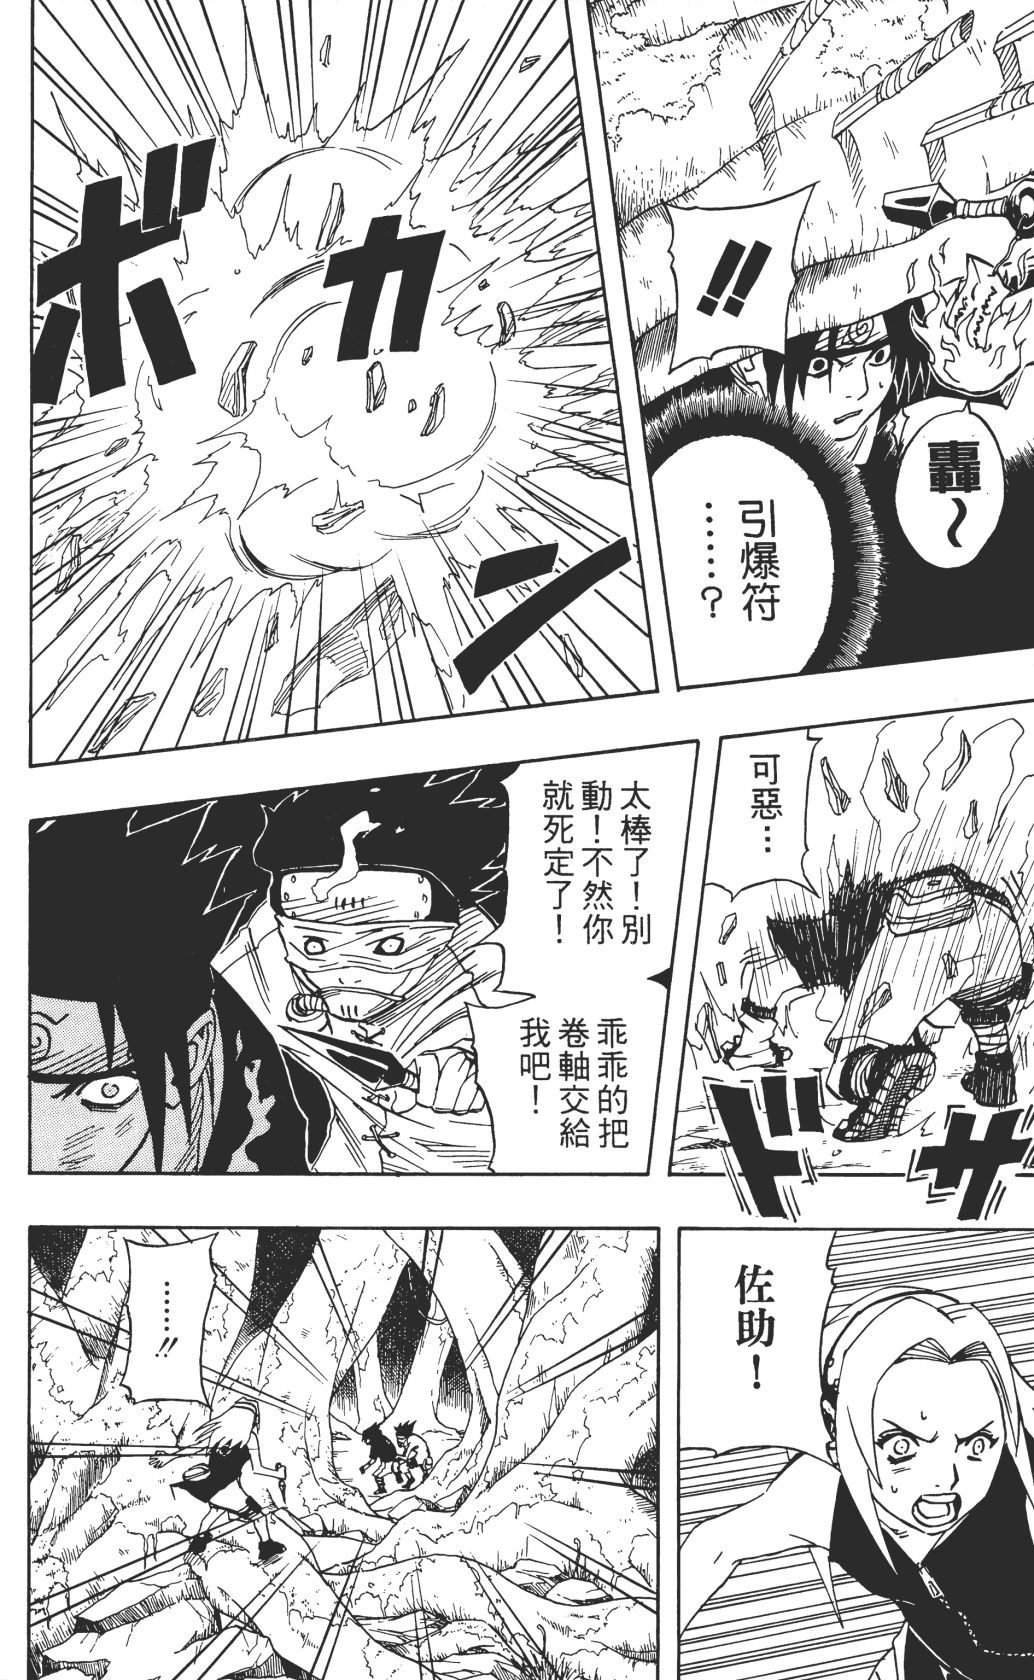 !!
轟～
引爆符
……?
ボカン
可惡…
ドサ
太棒了！別
動！不然你
就死定了！
乖乖的把
卷軸交給
我吧！
佐助！
……!!